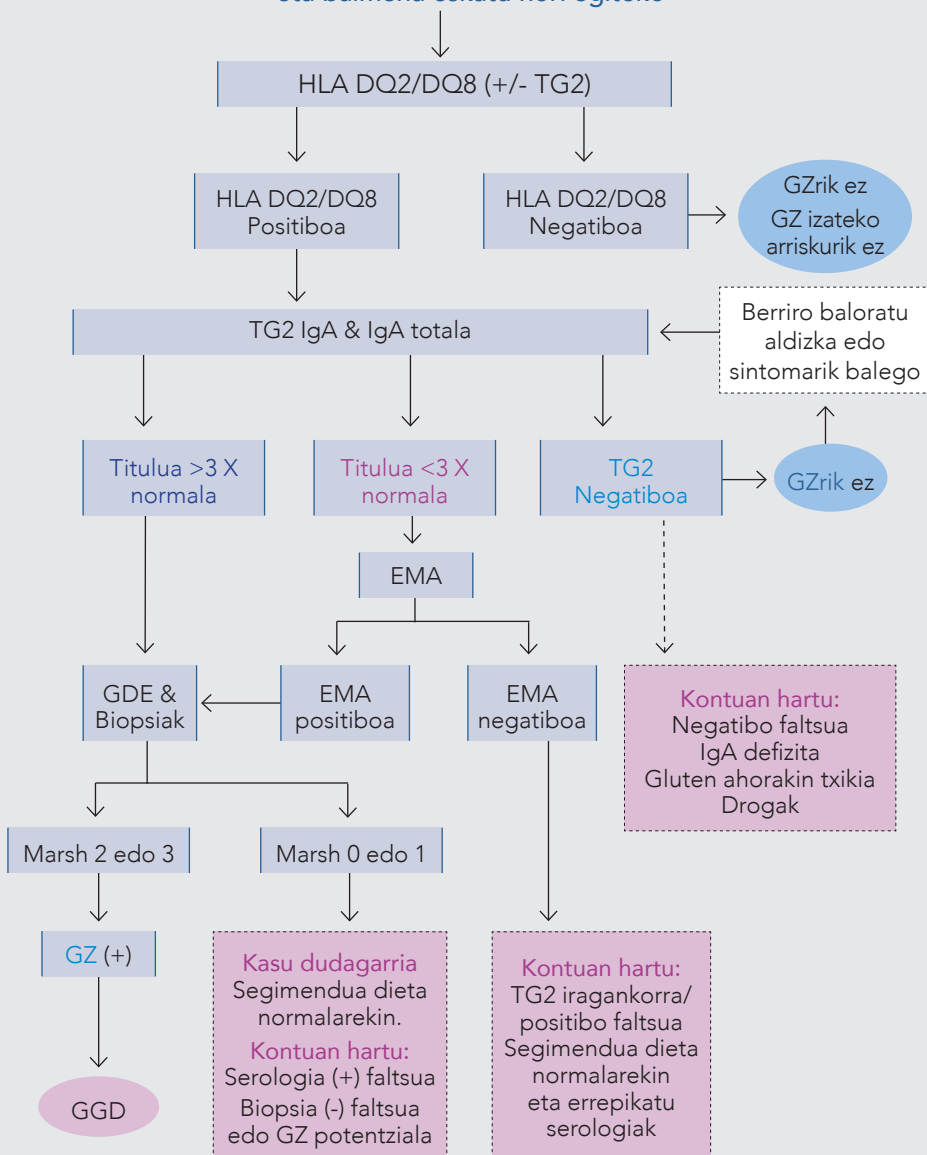 HLA DQ2/DQ8 (+/- TG2)
HLA DQ2/DQ8
Positiboa
HLA DQ2/DQ8
Negatiboa
GZrik ez
GZ izateko
arriskurik ez
TG2 IgA & IgA totala
Berriro baloratu
aldizka edo
sintomarik balego
Titulua >3 X
normala
Titulua <3 X
normala
TG2
Negatiboa
GZrik ez
EMA
GDE &
Biopsiak
EMA
positiboa
EMA
negatiboa
Kontuan hartu:
Negatibo faltsua
IgA defizita
Gluten ahorakin txikia
Drogak
Marsh 2 edo 3
Marsh 0 edo 1
GZ (+)
Kasu dudagarria
Segimendua dieta
normalarekin.
Kontuan hartu:
Serologia (+) faltsua
Biopsia (-) faltsua
edo GZ potentziala
Kontuan hartu:
TG2 iragankorra/
positibo faltsua
Segimendua dieta
normalarekin
eta errepikatu
serologiak
GGD